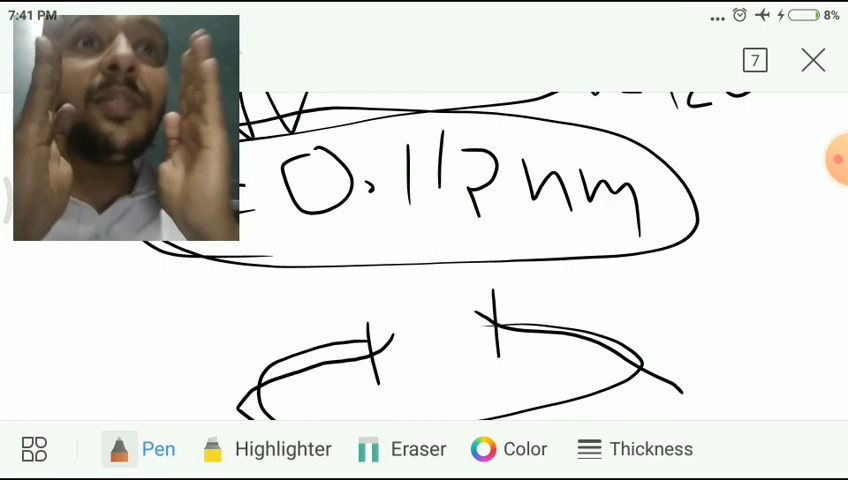 7:41 PM
... 8%
7
= 0.112 nm
Pen Highlighter Eraser Color Thickness